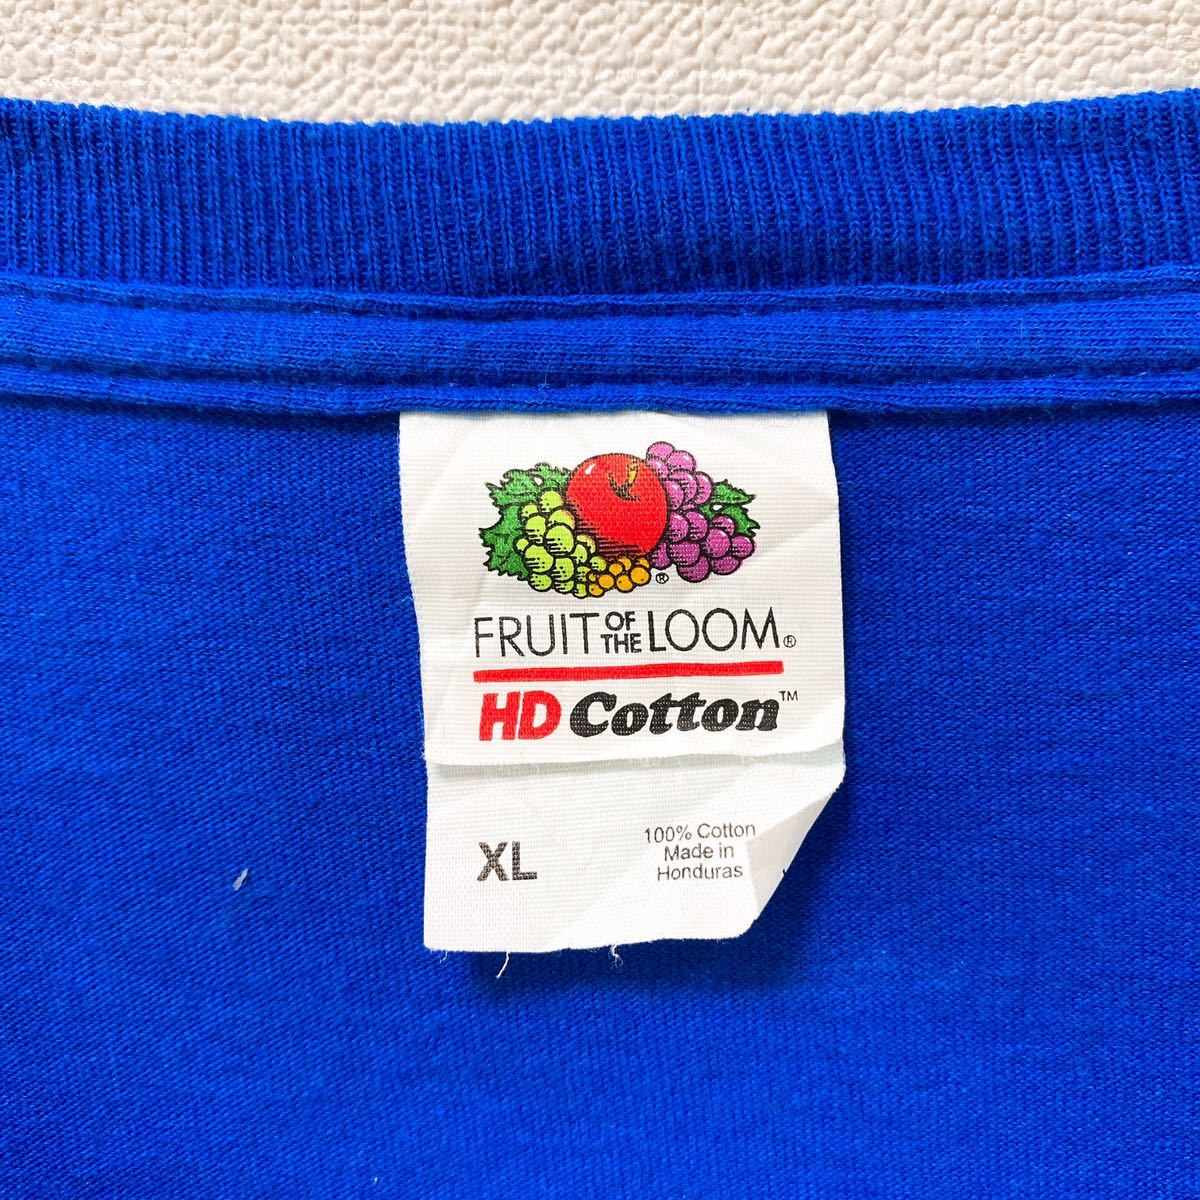 ®
FRUIT OF THE LOOM®
HD Cotton™
XL
100% Cotton
Made in
Honduras